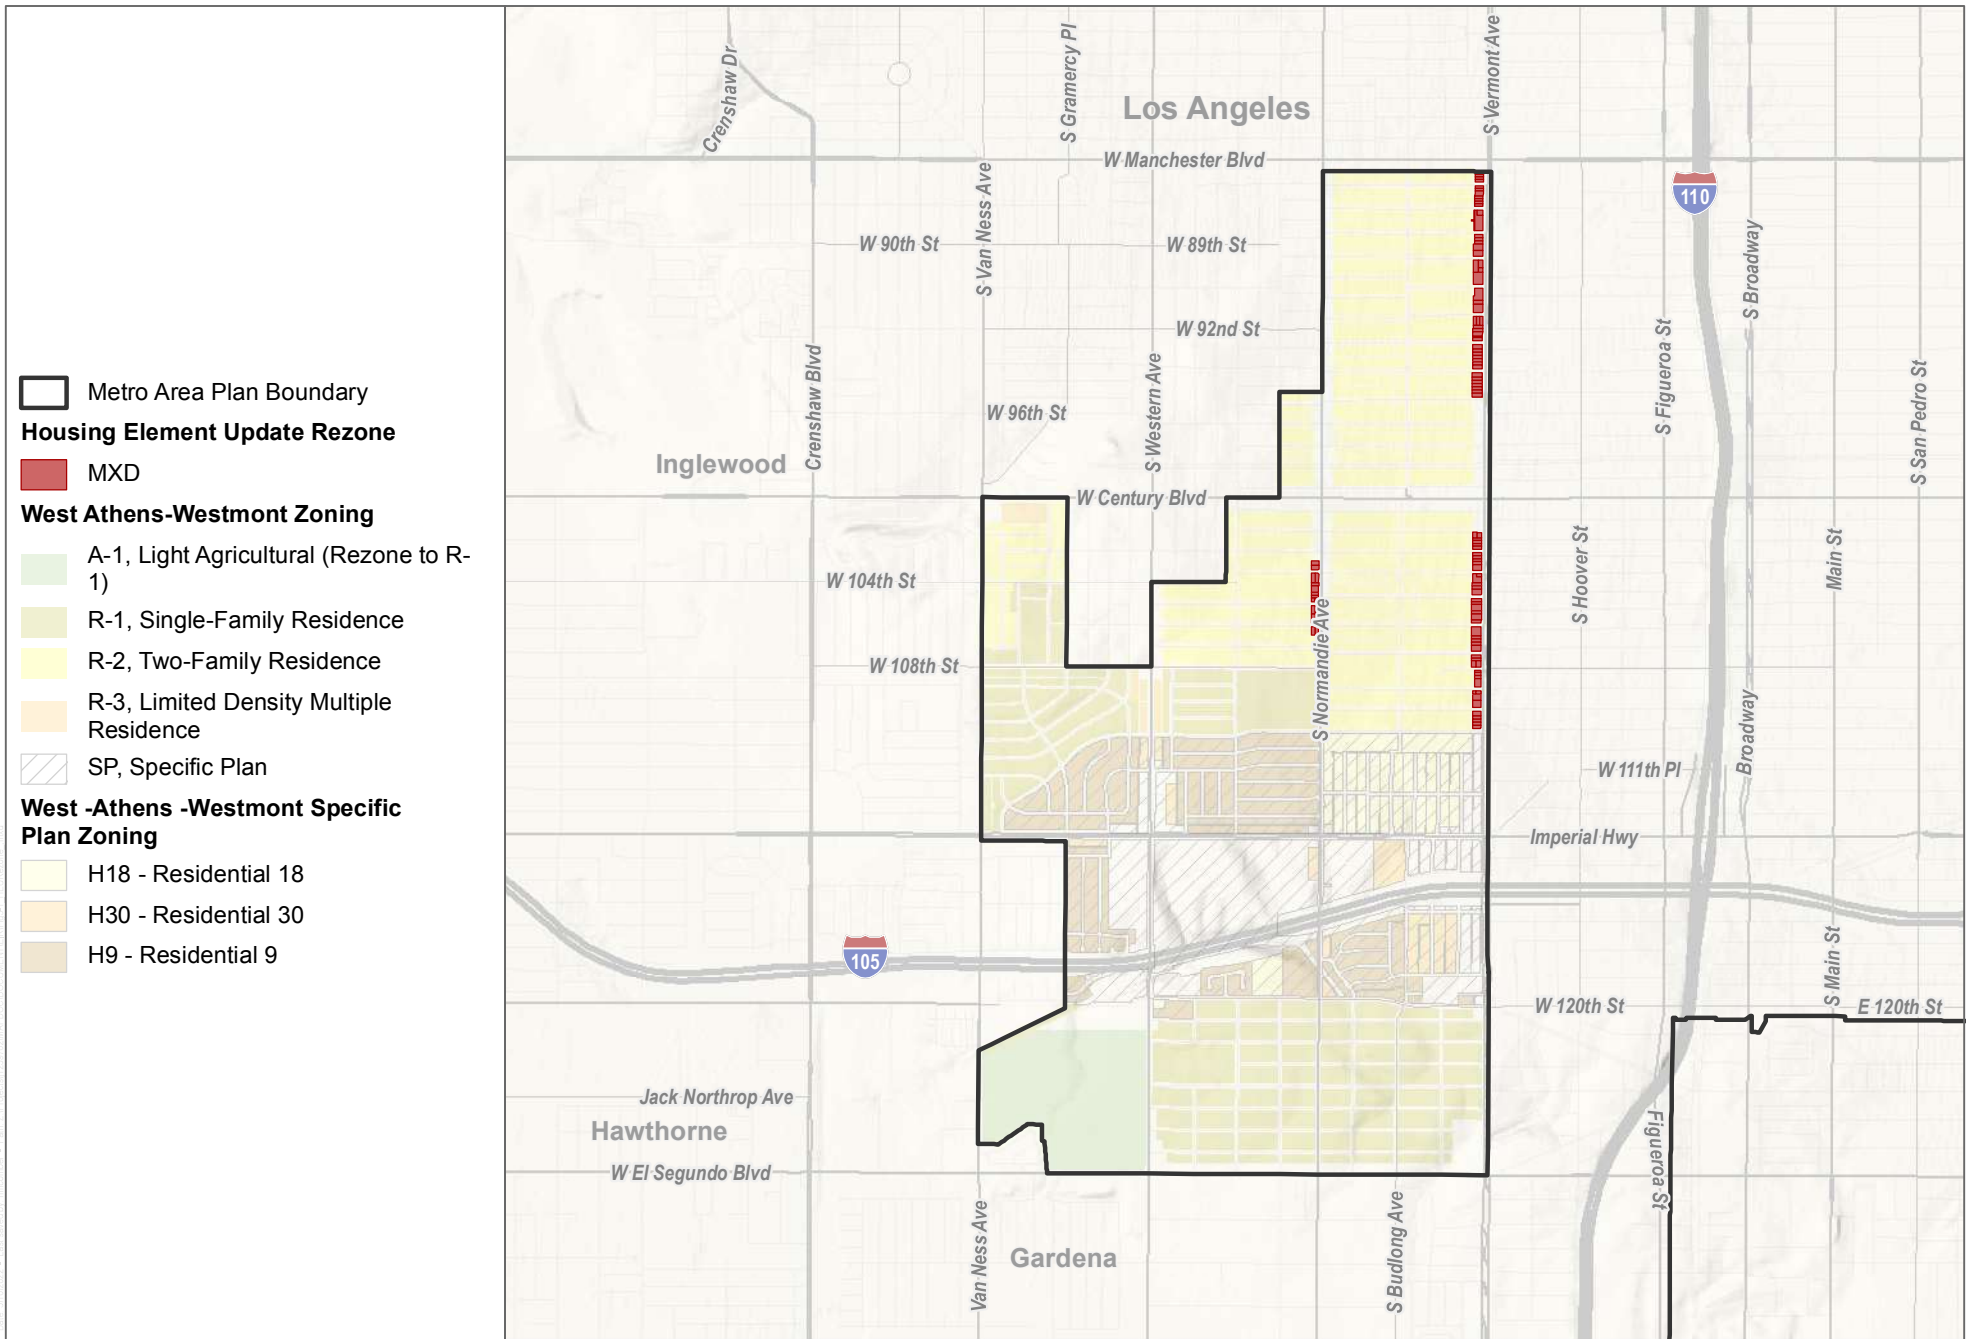 Metro Area Plan Boundary
Housing Element Update Rezone
MXD
West Athens-Westmont Zoning
A-1, Light Agricultural (Rezone to R-
1)
R-1, Single-Family Residence
R-2, Two-Family Residence
R-3, Limited Density Multiple
Residence
SP, Specific Plan
West -Athens -Westmont Specific
Plan Zoning
H18 - Residential 18
H30 - Residential 30
H9 - Residential 9
Crenshaw Dr
S Gramercy Pl
Los Angeles
S Vermont Ave
W Manchester Blvd
110
S Van Ness Ave
W 90th St
W 89th St
S Broadway
W 92nd St
Crenshaw Blvd
S Western Ave
S Figueroa St
S San Pedro St
W 96th St
Inglewood
W Century Blvd
W 104th St
S Hoover St
Main St
S Normandie Ave
W 108th St
Broadway
W 111th Pl
Imperial Hwy
105
S Main St
W 120th St
E 120th St
Jack Northrop Ave
Hawthorne
Figueroa St
W El Segundo Blvd
Van Ness Ave
Gardena
S Budlong Ave